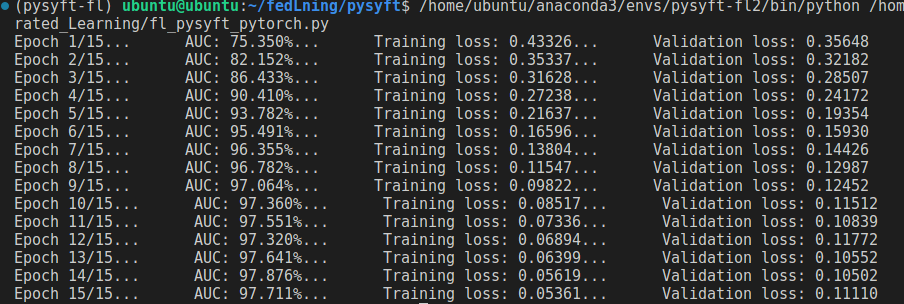 (pysyft-fl) ubuntu@ubuntu:~/fedLning/pysyft$ /home/ubuntu/anaconda3/envs/pysyft-fl2/bin/python /hom
rated_Learning/fl_pysyft_pytorch.py
Epoch 1/15... AUC: 75.350%... Training loss: 0.43326... Validation loss: 0.35648
Epoch 2/15... AUC: 82.152%... Training loss: 0.35337... Validation loss: 0.32182
Epoch 3/15... AUC: 86.433%... Training loss: 0.31628... Validation loss: 0.28507
Epoch 4/15... AUC: 90.410%... Training loss: 0.27238... Validation loss: 0.24172
Epoch 5/15... AUC: 93.782%... Training loss: 0.21637... Validation loss: 0.19354
Epoch 6/15... AUC: 95.491%... Training loss: 0.16596... Validation loss: 0.15930
Epoch 7/15... AUC: 96.355%... Training loss: 0.13804... Validation loss: 0.14426
Epoch 8/15... AUC: 96.782%... Training loss: 0.11547... Validation loss: 0.12987
Epoch 9/15... AUC: 97.064%... Training loss: 0.09822... Validation loss: 0.12452
Epoch 10/15... AUC: 97.360%... Training loss: 0.08517... Validation loss: 0.11512
Epoch 11/15... AUC: 97.551%... Training loss: 0.07336... Validation loss: 0.10839
Epoch 12/15... AUC: 97.320%... Training loss: 0.06894... Validation loss: 0.11772
Epoch 13/15... AUC: 97.641%... Training loss: 0.06399... Validation loss: 0.10552
Epoch 14/15... AUC: 97.876%... Training loss: 0.05619... Validation loss: 0.10502
Epoch 15/15... AUC: 97.711%... Training loss: 0.05361... Validation loss: 0.11110